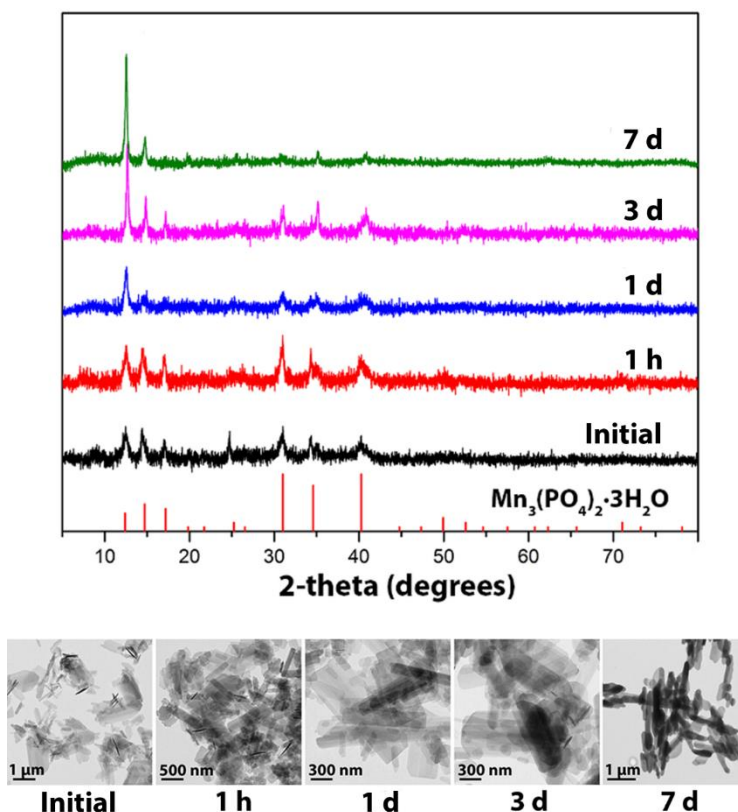 7 d
3 d
1 d
1 h
Initial
Mn₃(PO₄)₂·3H₂O
10 20 30 40 50 60 70
2-theta (degrees)
1 µm 500 nm 300 nm 300 nm 1 µm
Initial 1 h 1 d 3 d 7 d